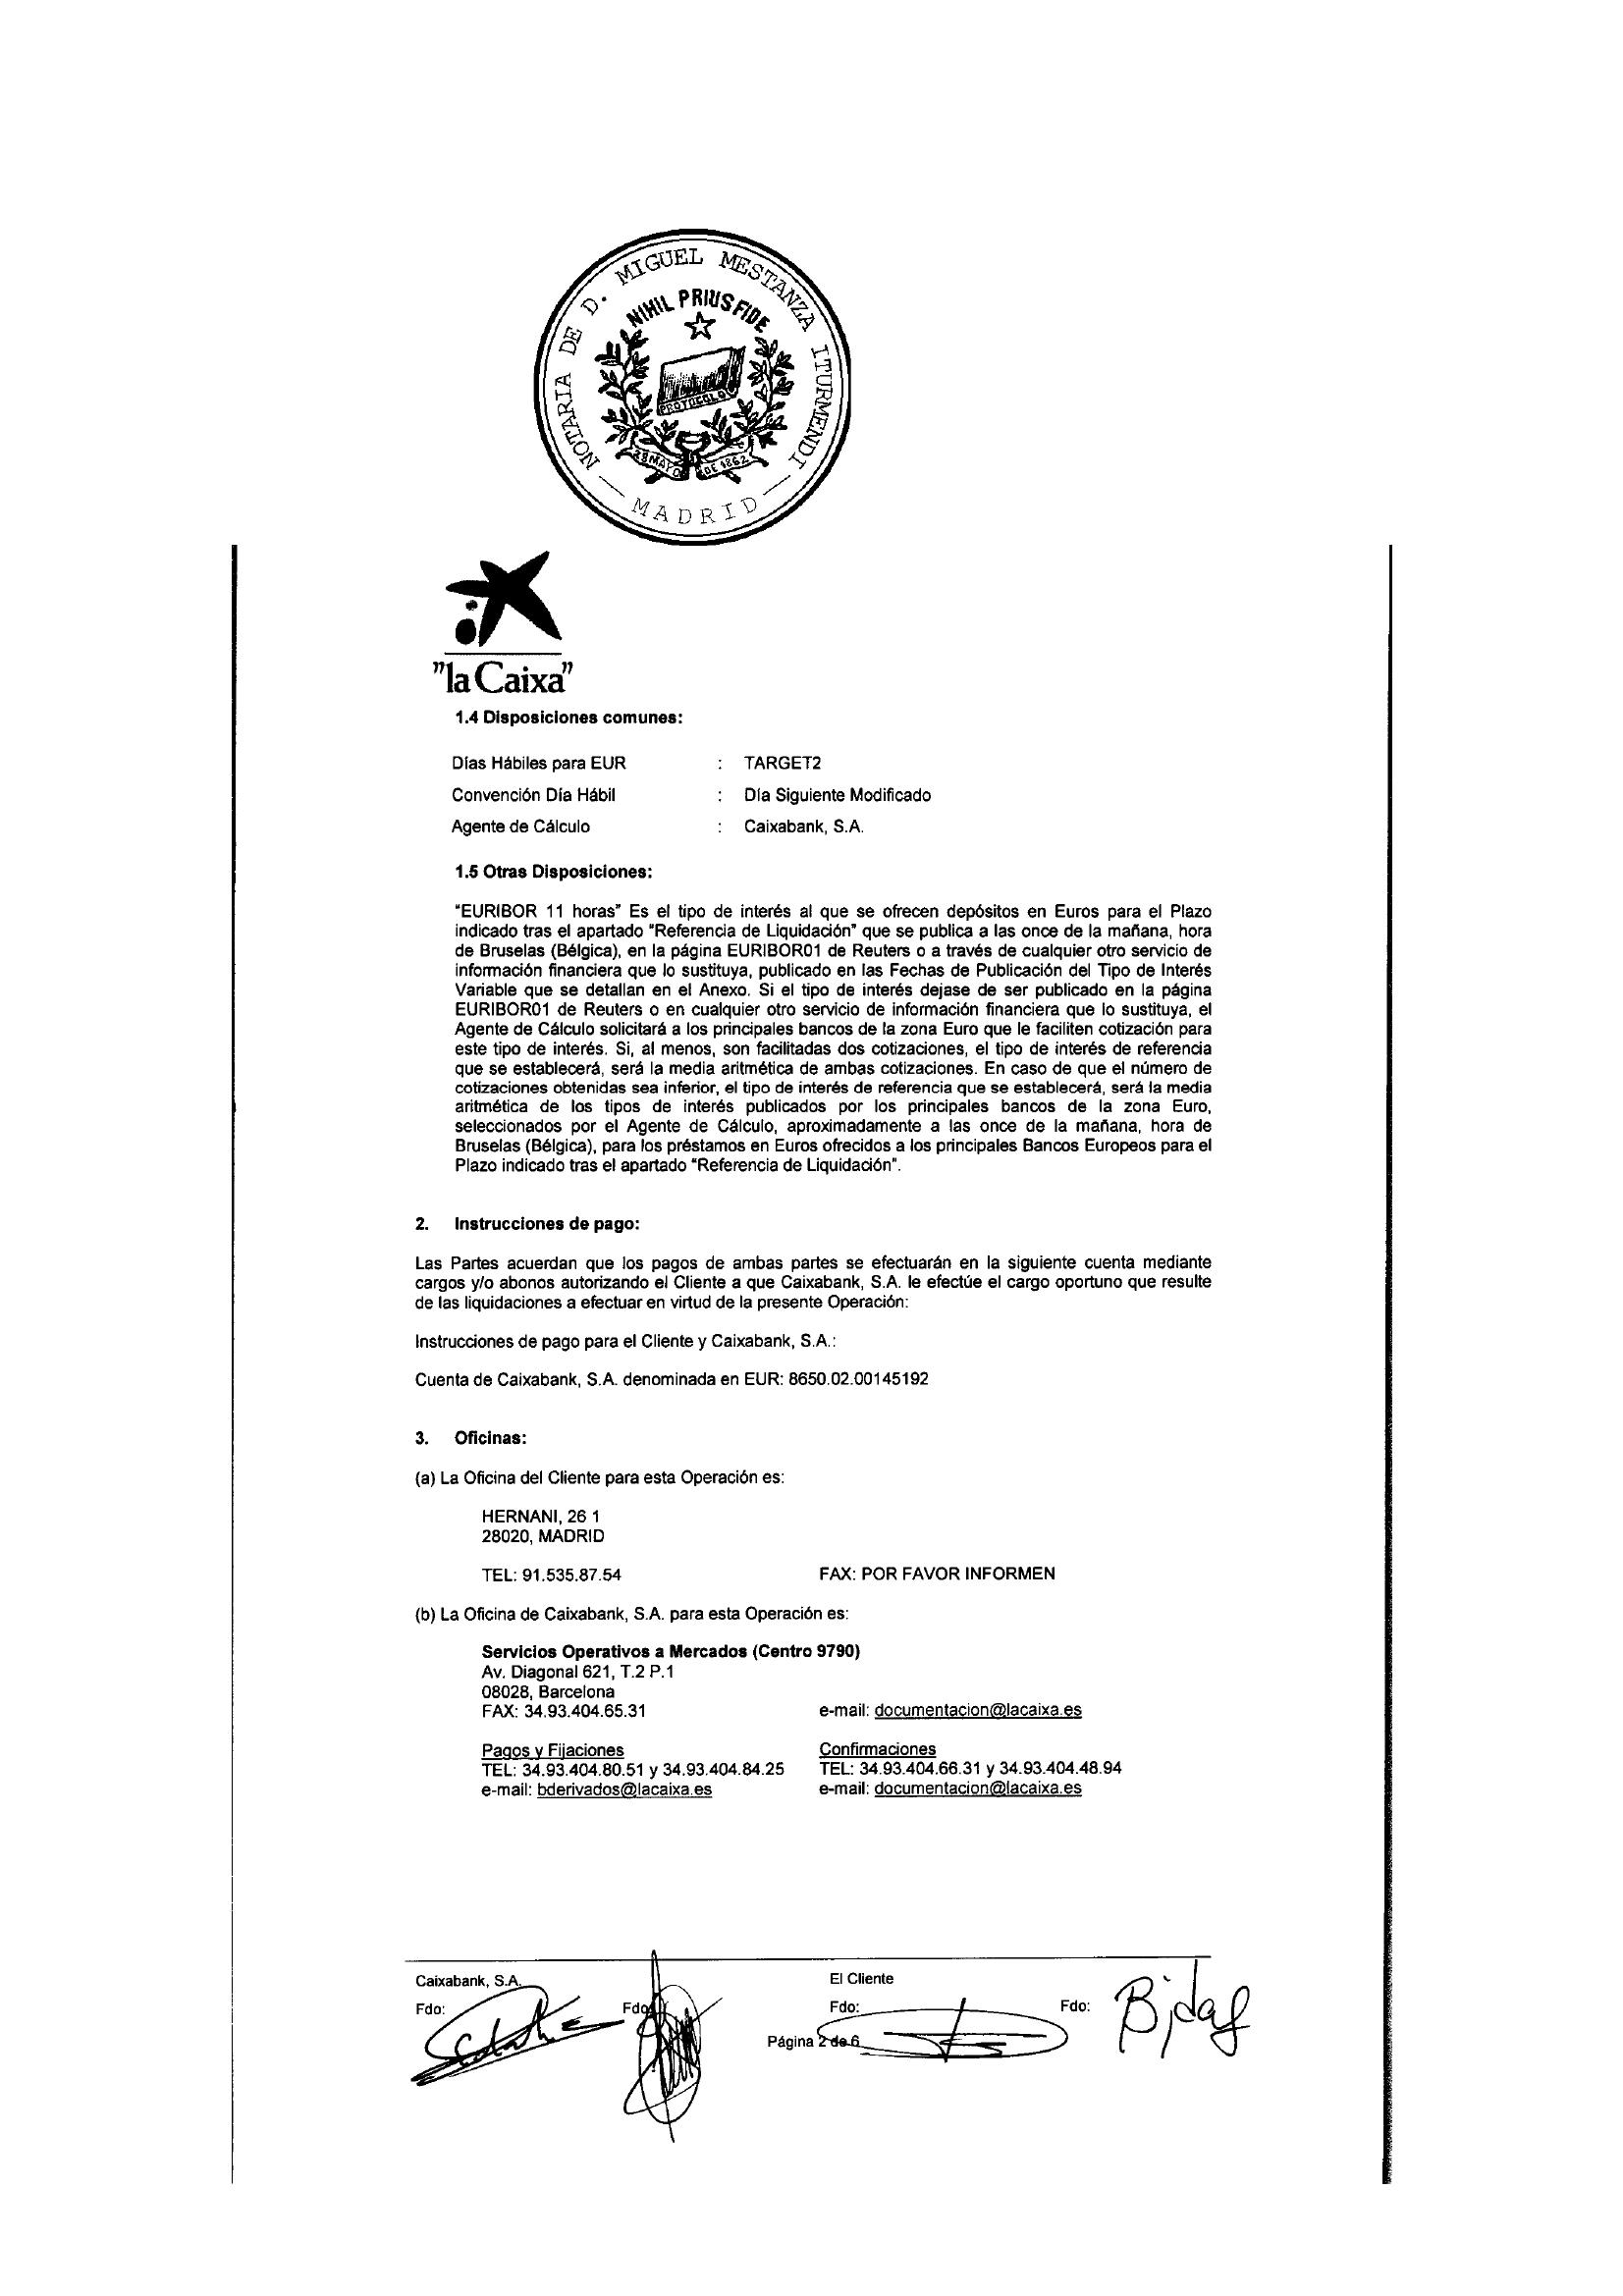 NOTARIA DE D. MIGUEL MESTANZA ITURMENDI
NIHIL PRIUS FIDE
PROTOCOLO
28 MAYO DE 1862
— MADRID —
"la Caixa"
1.4 Disposiciones comunes:
Días Hábiles para EUR : TARGET2
Convención Día Hábil : Día Siguiente Modificado
Agente de Cálculo : Caixabank, S.A.
1.5 Otras Disposiciones:
"EURIBOR 11 horas" Es el tipo de interés al que se ofrecen depósitos en Euros para el Plazo
indicado tras el apartado "Referencia de Liquidación" que se publica a las once de la mañana, hora
de Bruselas (Bélgica), en la página EURIBOR01 de Reuters o a través de cualquier otro servicio de
información financiera que lo sustituya, publicado en las Fechas de Publicación del Tipo de Interés
Variable que se detallan en el Anexo. Si el tipo de interés dejase de ser publicado en la página
EURIBOR01 de Reuters o en cualquier otro servicio de información financiera que lo sustituya, el
Agente de Cálculo solicitará a los principales bancos de la zona Euro que le faciliten cotización para
este tipo de interés. Si, al menos, son facilitadas dos cotizaciones, el tipo de interés de referencia
que se establecerá, será la media aritmética de ambas cotizaciones. En caso de que el número de
cotizaciones obtenidas sea inferior, el tipo de interés de referencia que se establecerá, será la media
aritmética de los tipos de interés publicados por los principales bancos de la zona Euro,
seleccionados por el Agente de Cálculo, aproximadamente a las once de la mañana, hora de
Bruselas (Bélgica), para los préstamos en Euros ofrecidos a los principales Bancos Europeos para el
Plazo indicado tras el apartado "Referencia de Liquidación".
2. Instrucciones de pago:
Las Partes acuerdan que los pagos de ambas partes se efectuarán en la siguiente cuenta mediante
cargos y/o abonos autorizando el Cliente a que Caixabank, S.A. le efectúe el cargo oportuno que resulte
de las liquidaciones a efectuar en virtud de la presente Operación:
Instrucciones de pago para el Cliente y Caixabank, S.A.:
Cuenta de Caixabank, S.A. denominada en EUR: 8650.02.00145192
3. Oficinas:
(a) La Oficina del Cliente para esta Operación es:
HERNANI, 26 1
28020, MADRID
TEL: 91.535.87.54 FAX: POR FAVOR INFORMEN
(b) La Oficina de Caixabank, S.A. para esta Operación es:
Servicios Operativos a Mercados (Centro 9790)
Av. Diagonal 621, T.2 P.1
08028, Barcelona
FAX: 34.93.404.65.31 e-mail: documentacion@lacaixa.es
Pagos y Fijaciones Confirmaciones
TEL: 34.93.404.80.51 y 34.93.404.84.25 TEL: 34.93.404.66.31 y 34.93.404.48.94
e-mail: bderivados@lacaixa.es e-mail: documentacion@lacaixa.es
Caixabank, S.A. El Cliente
Fdo: Fdo: Fdo: Fdo:
Página 2 de 6